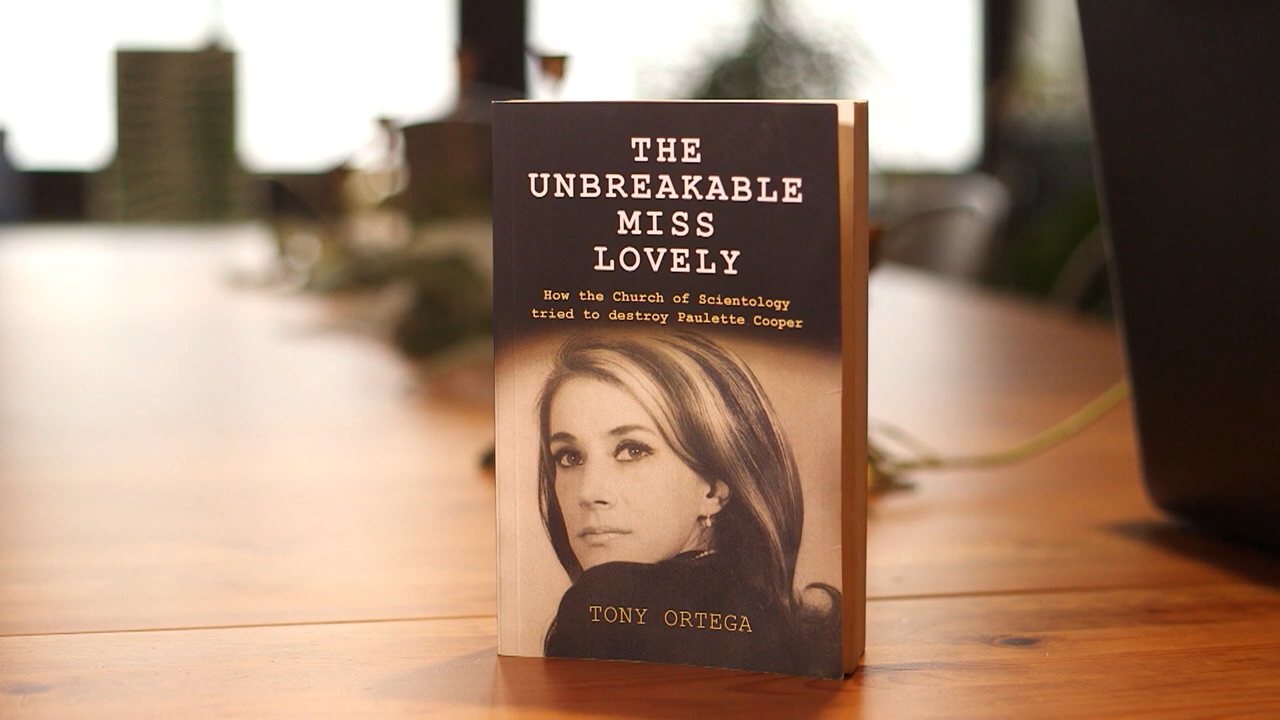 THE
UNBREAKABLE
MISS
LOVELY
How the Church of Scientology
tried to destroy Paulette Cooper
TONY ORTEGA